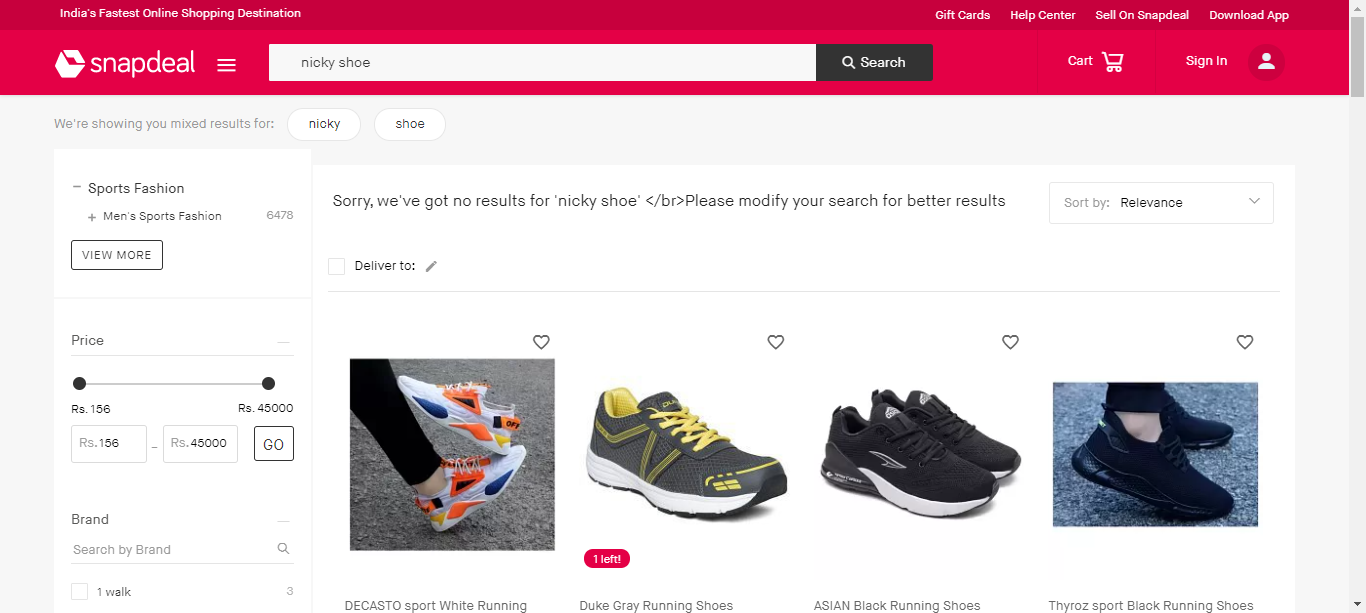 India's Fastest Online Shopping Destination
Gift Cards Help Center Sell On Snapdeal Download App
snapdeal nicky shoe Search Cart Sign In
We're showing you mixed results for: nicky shoe
Sports Fashion
Men's Sports Fashion 6478
VIEW MORE
Sorry, we've got no results for 'nicky shoe' </br>Please modify your search for better results
Sort by: Relevance
Deliver to:
Price
Rs. 156 Rs. 45000
Rs. 156 – Rs. 45000 GO
Brand
Search by Brand
1 walk 3
OFF
DUKE
1 left!
DECASTO sport White Running
Duke Gray Running Shoes
ASIAN Black Running Shoes
Thyroz sport Black Running Shoes